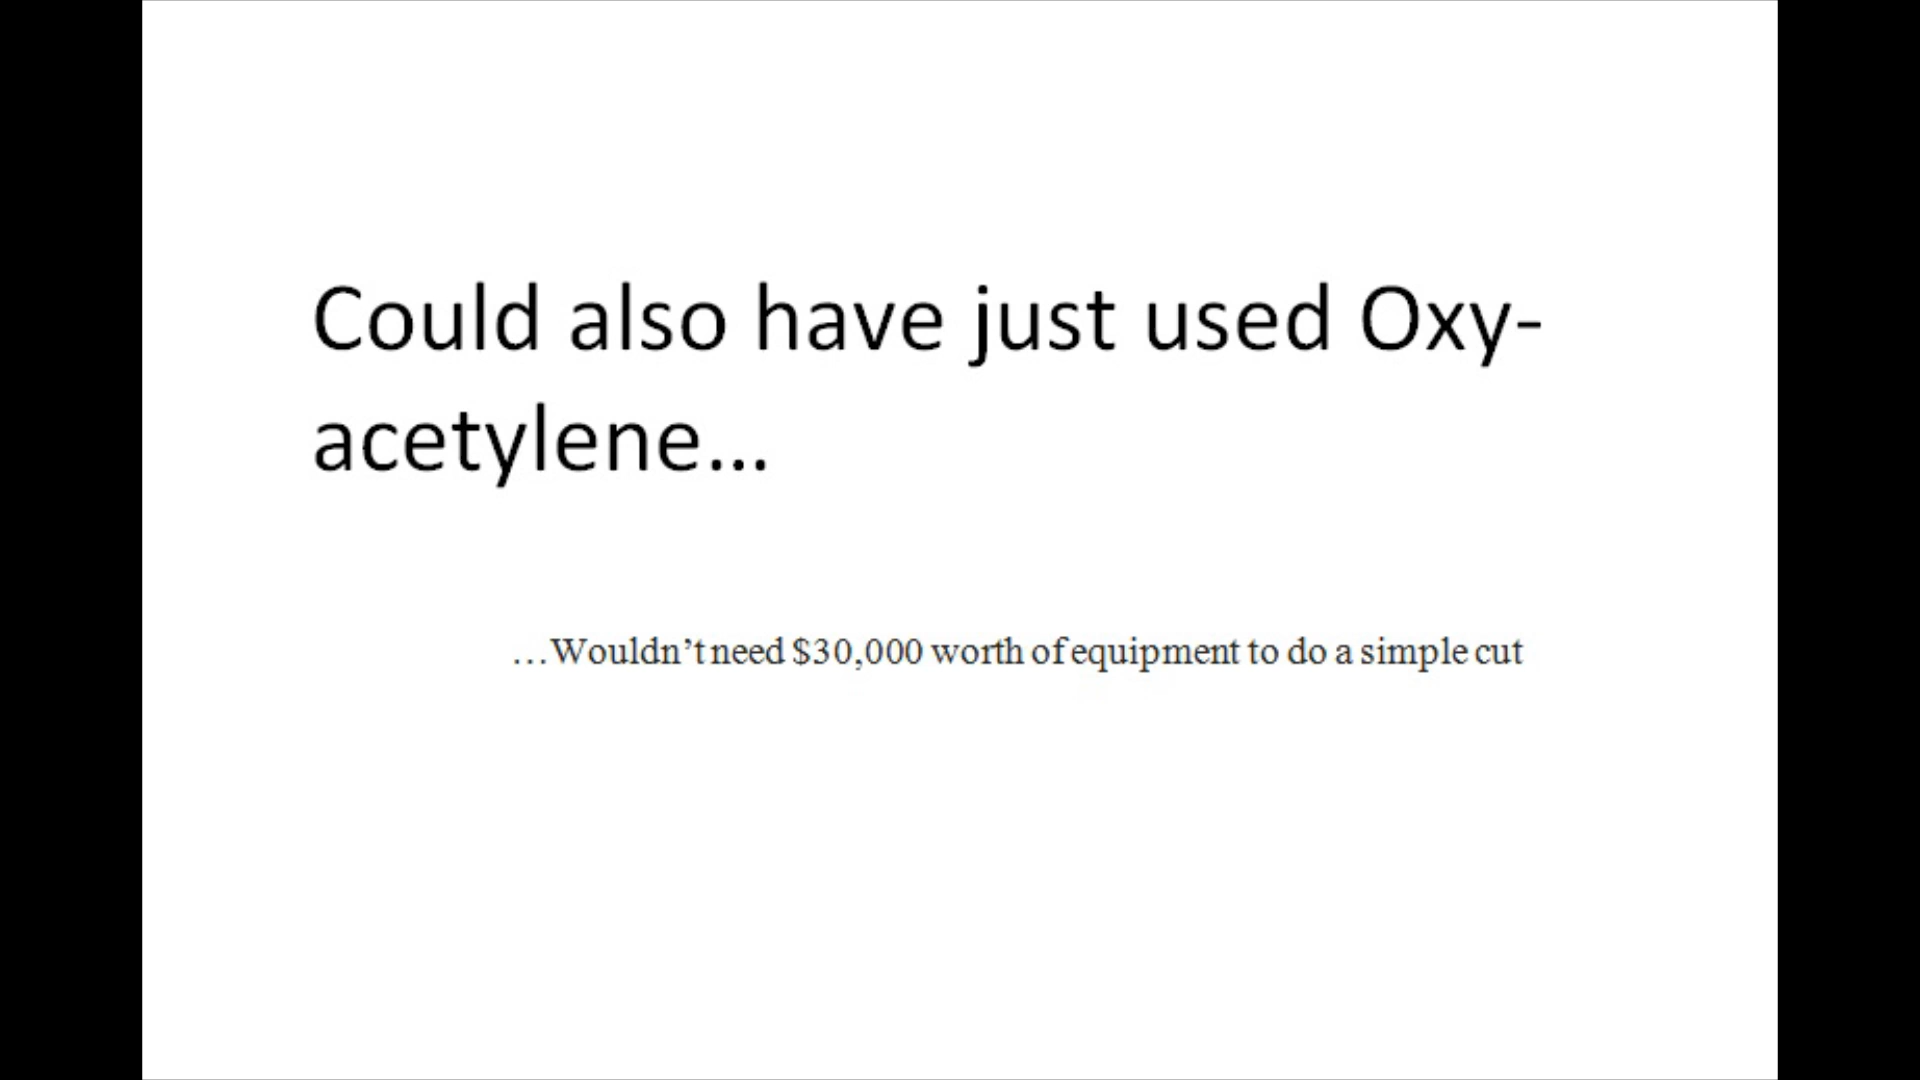 Could also have just used Oxy-
acetylene...
...Wouldn't need $30,000 worth of equipment to do a simple cut